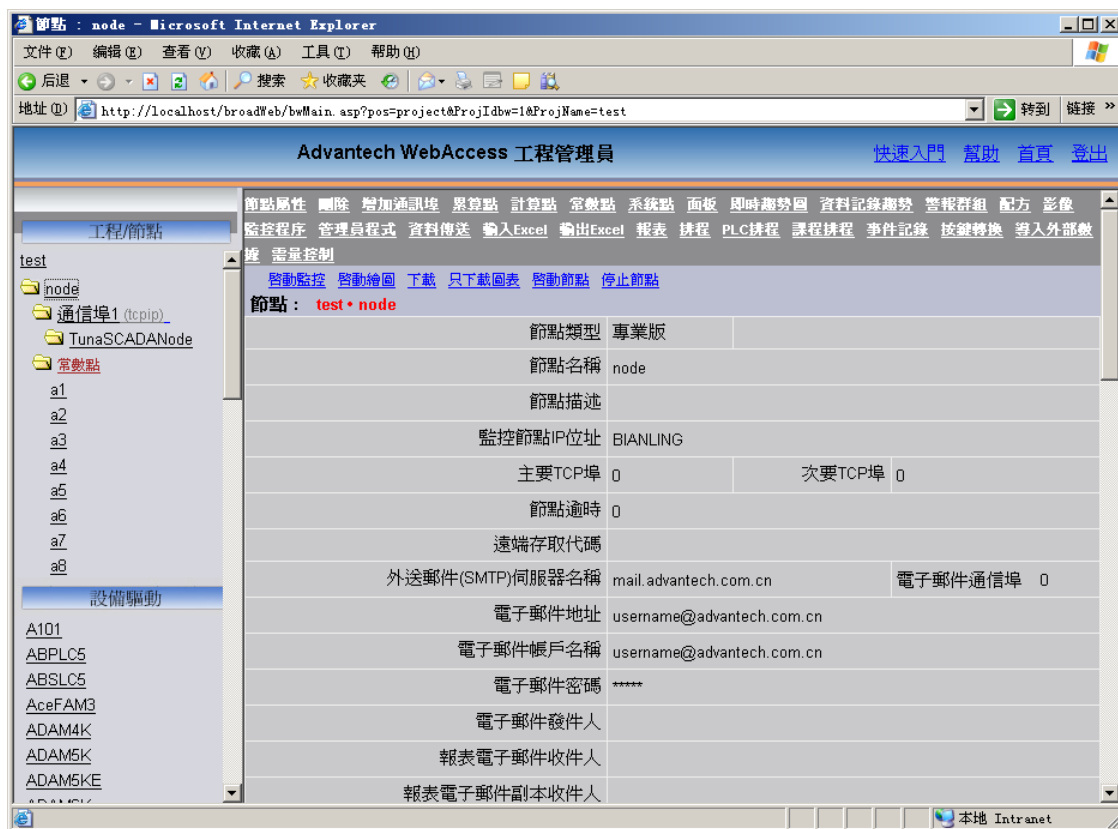 節點 : node - Microsoft Internet Explorer
文件(F) 编辑(E) 查看(V) 收藏(A) 工具(T) 帮助(H)
后退 搜索 收藏夹
地址(D) http://localhost/broadWeb/bwMain.asp?pos=project&ProjIdbw=1&ProjName=test 转到 链接 »
Advantech WebAccess 工程管理員 快速入門 幫助 首頁 登出
工程/節點
test
node
通信埠1 (tcpip)
TunaSCADANode
常數點
a1
a2
a3
a4
a5
a6
a7
a8
設備驅動
A101
ABPLC5
ABSLC5
AceFAM3
ADAM4K
ADAM5K
ADAM5KE
節點屬性 刪除 增加通訊埠 累算點 計算點 常數點 系統點 面板 即時趨勢圖 資料記錄趨勢 警報群組 配方 影像
監控程序 管理員程式 資料傳送 輸入Excel 輸出Excel 報表 排程 PLC排程 課程排程 事件記錄 按鍵轉換 導入外部數
據 需量控制
啓動監控 啓動繪圖 下載 只下載圖表 啓動節點 停止節點
節點 : test • node
節點類型 專業版
節點名稱 node
節點描述
監控節點IP位址 BIANLING
主要TCP埠 0 次要TCP埠 0
節點逾時 0
遠端存取代碼
外送郵件(SMTP)伺服器名稱 mail.advantech.com.cn 電子郵件通信埠 0
電子郵件地址 username@advantech.com.cn
電子郵件帳戶名稱 username@advantech.com.cn
電子郵件密碼 *****
電子郵件發件人
報表電子郵件收件人
報表電子郵件副本收件人
本地 Intranet